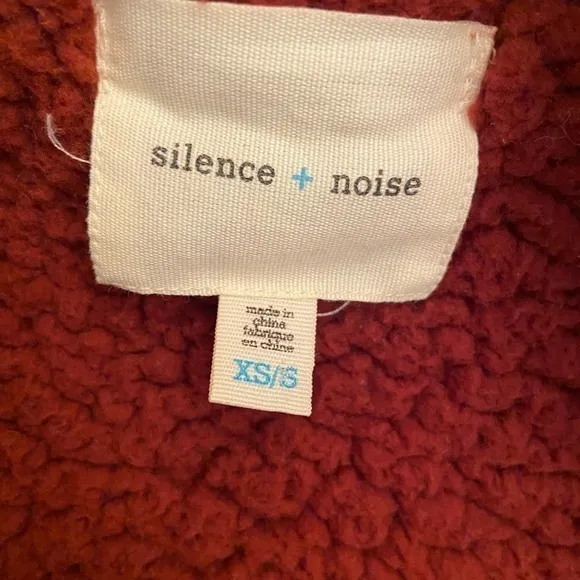 silence + noise
made in
china
fabriqué
en chine
XS/S